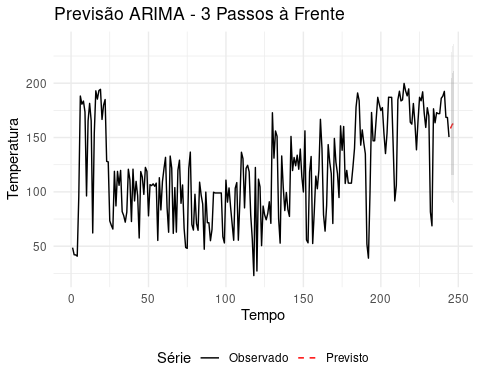 Previsão ARIMA - 3 Passos à Frente
Temperatura
200
150
100
50
0
50
100
150
200
250
Tempo
Série
Observado
Previsto